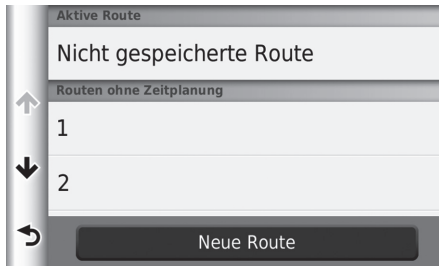 Aktive Route
Nicht gespeicherte Route
Routen ohne Zeitplanung
1
2
Neue Route